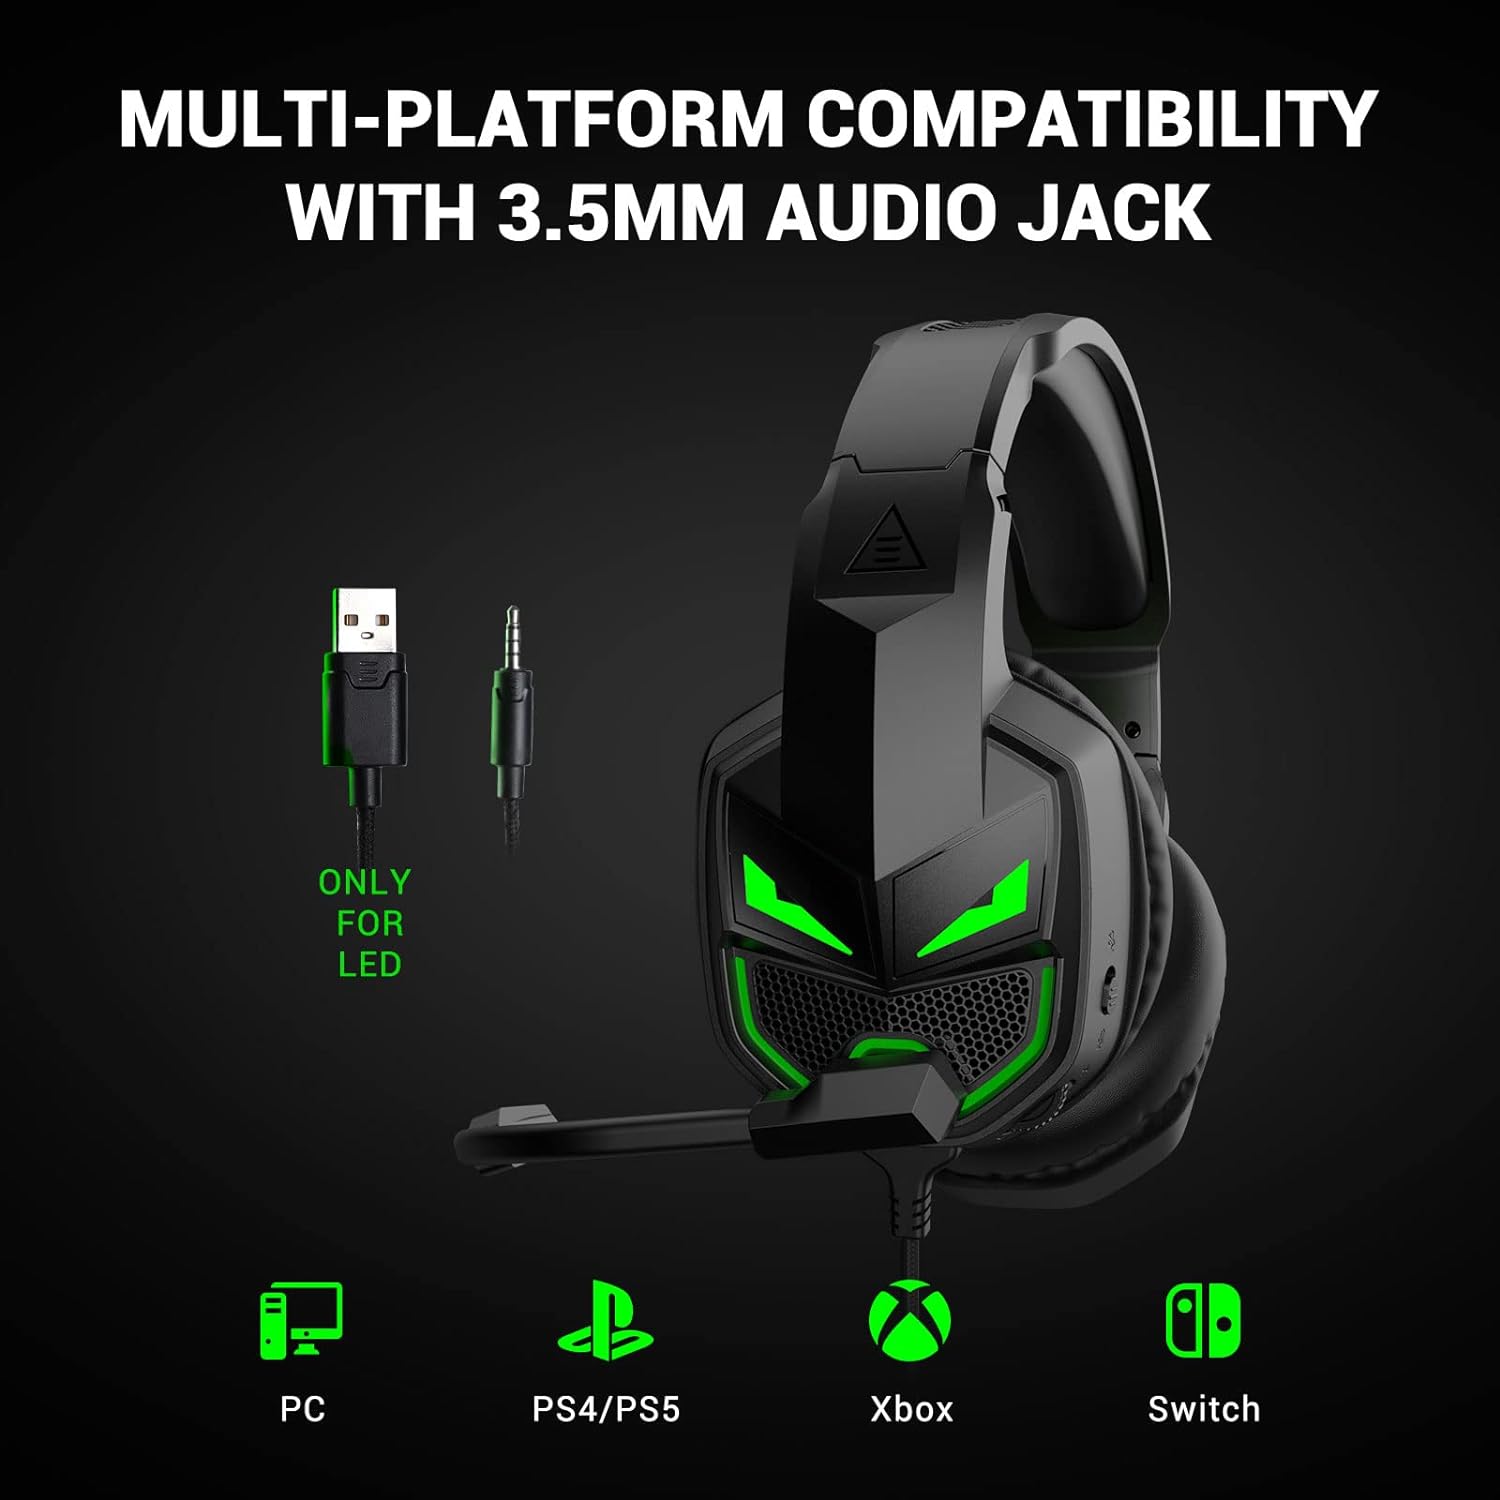 MULTI-PLATFORM COMPATIBILITY
WITH 3.5MM AUDIO JACK
ONLY
FOR
LED
PC
PS4/PS5
Xbox
Switch